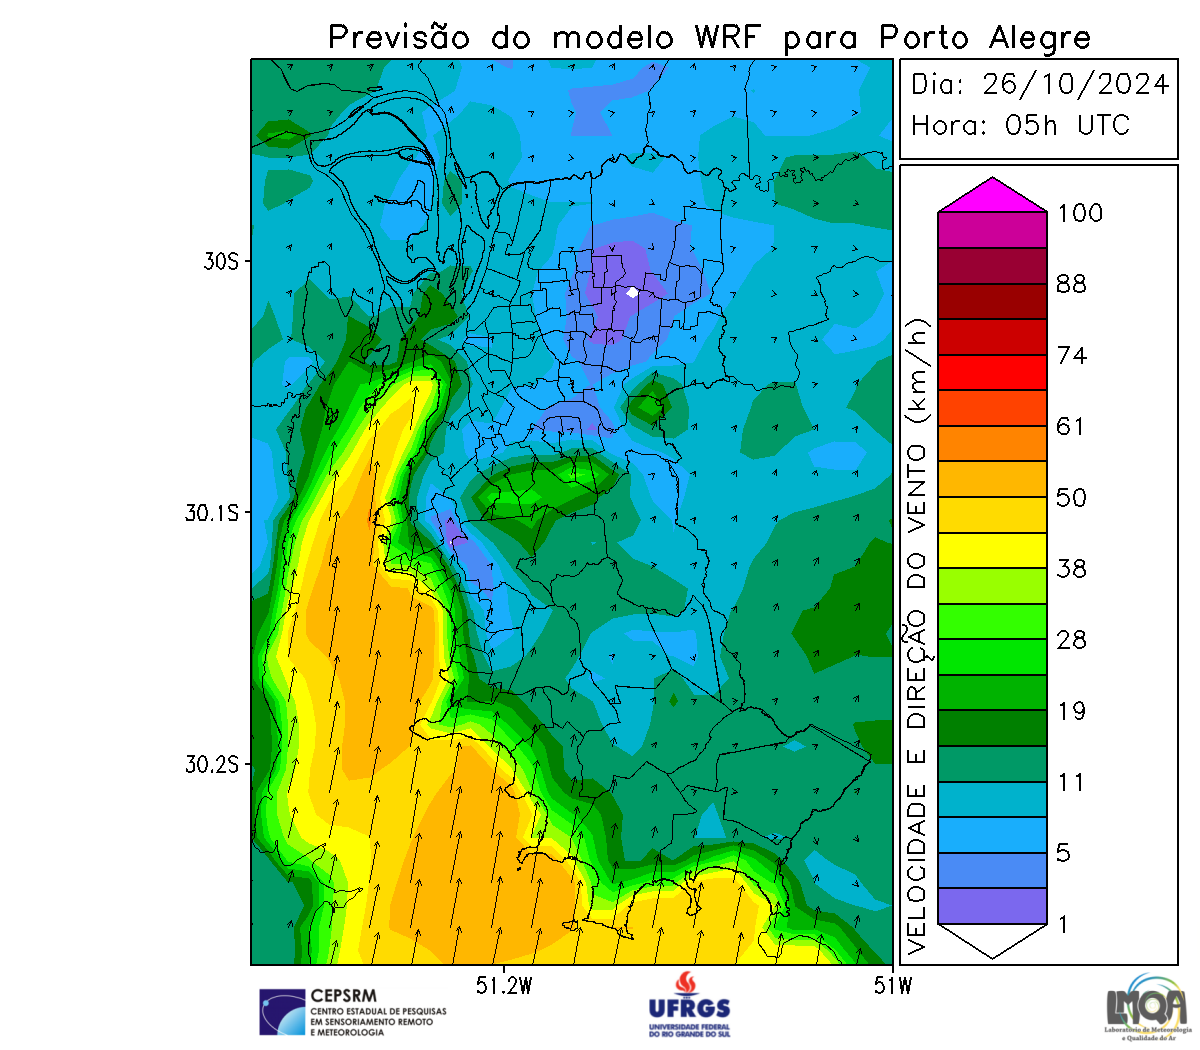 Previsão do modelo WRF para Porto Alegre
Dia: 26/10/2024
Hora: 05h UTC
30S
30.1S
30.2S
51.2W
51W
VELOCIDADE E DIREÇÃO DO VENTO (km/h)
100
88
74
61
50
38
28
19
11
5
1
CEPSRM
CENTRO ESTADUAL DE PESQUISAS
EM SENSORIAMENTO REMOTO
E METEOROLOGIA
UFRGS
UNIVERSIDADE FEDERAL
DO RIO GRANDE DO SUL
LMQA
Laboratório de Meteorologia
e Qualidade do Ar